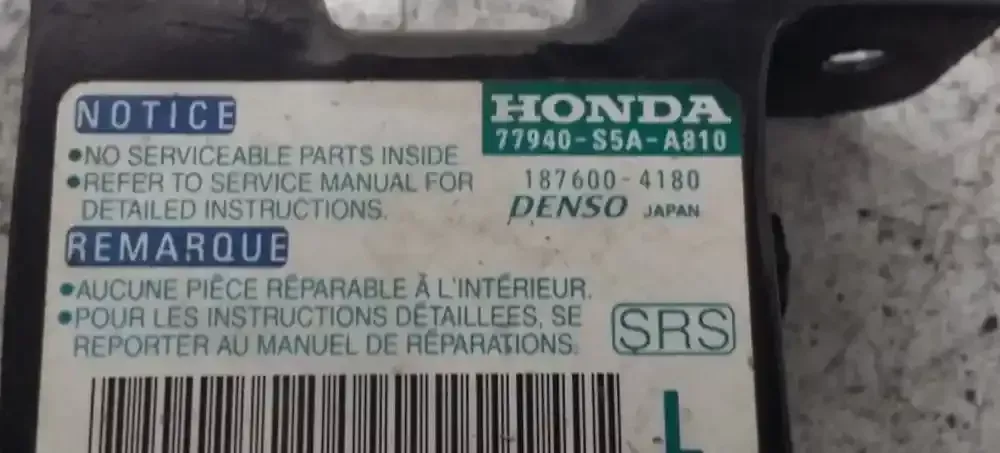 NOTICE
•NO SERVICEABLE PARTS INSIDE
•REFER TO SERVICE MANUAL FOR
DETAILED INSTRUCTIONS.
HONDA
77940-S5A-A810
187600-4180
DENSO JAPAN
REMARQUE
•AUCUNE PIÈCE RÉPARABLE À L'INTÉRIEUR.
•POUR LES INSTRUCTIONS DÉTAILLÉES, SE
REPORTER AU MANUEL DE RÉPARATIONS.
SRS
L